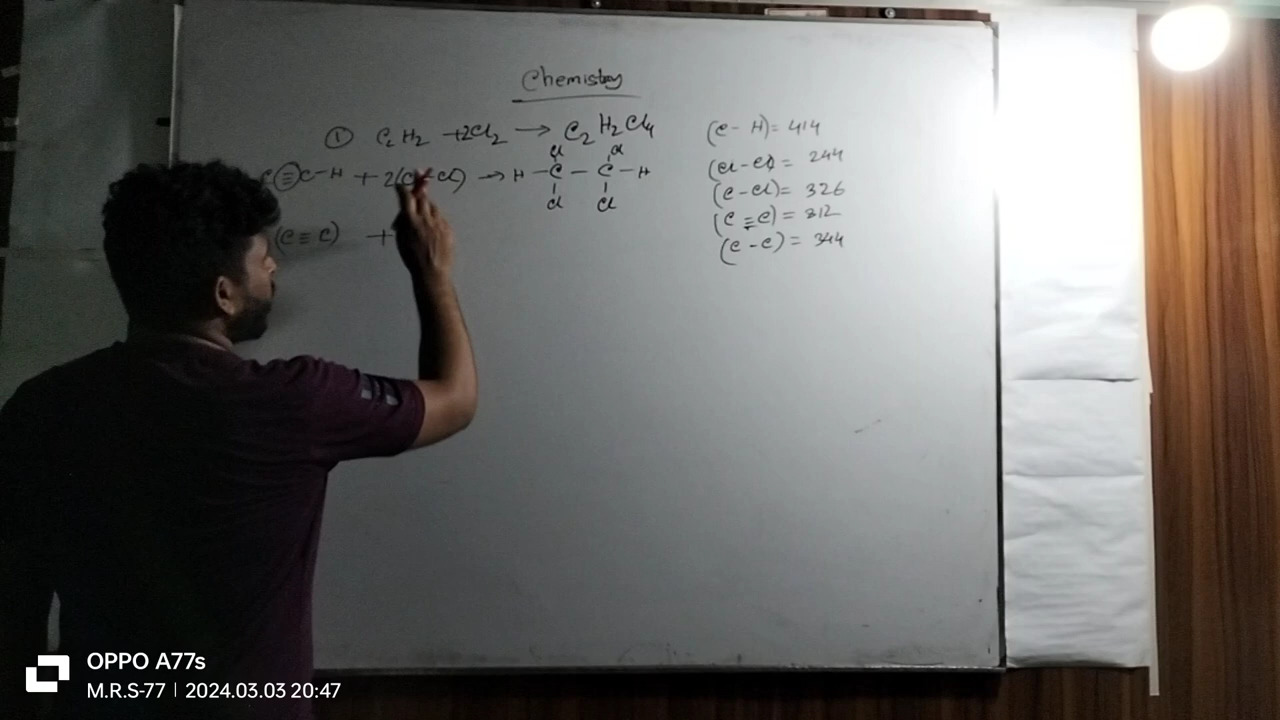 Chemistry
① C2H2 + 2Cl2 → C2H2Cl4
Cl Cl
C≡C-H + 2(Cl-Cl) → H-C-C-H
Cl Cl
(C≡C) +
(C-H) = 414
(Cl-Cl) = 244
(C-Cl) = 326
(C≡C) = 812
(C-C) = 344
OPPO A77s
M.R.S-77 | 2024.03.03 20:47